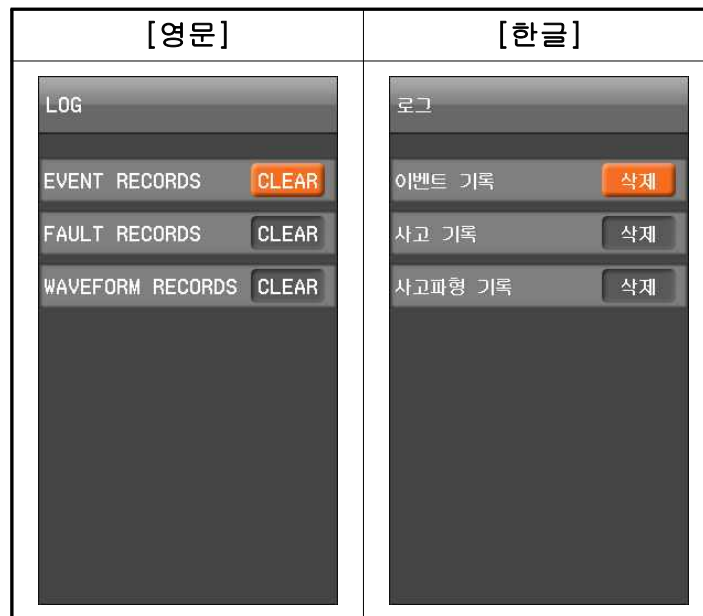 [영문]
[한글]
LOG
EVENT RECORDS CLEAR
FAULT RECORDS CLEAR
WAVEFORM RECORDS CLEAR
로그
이벤트 기록 삭제
사고 기록 삭제
사고파형 기록 삭제